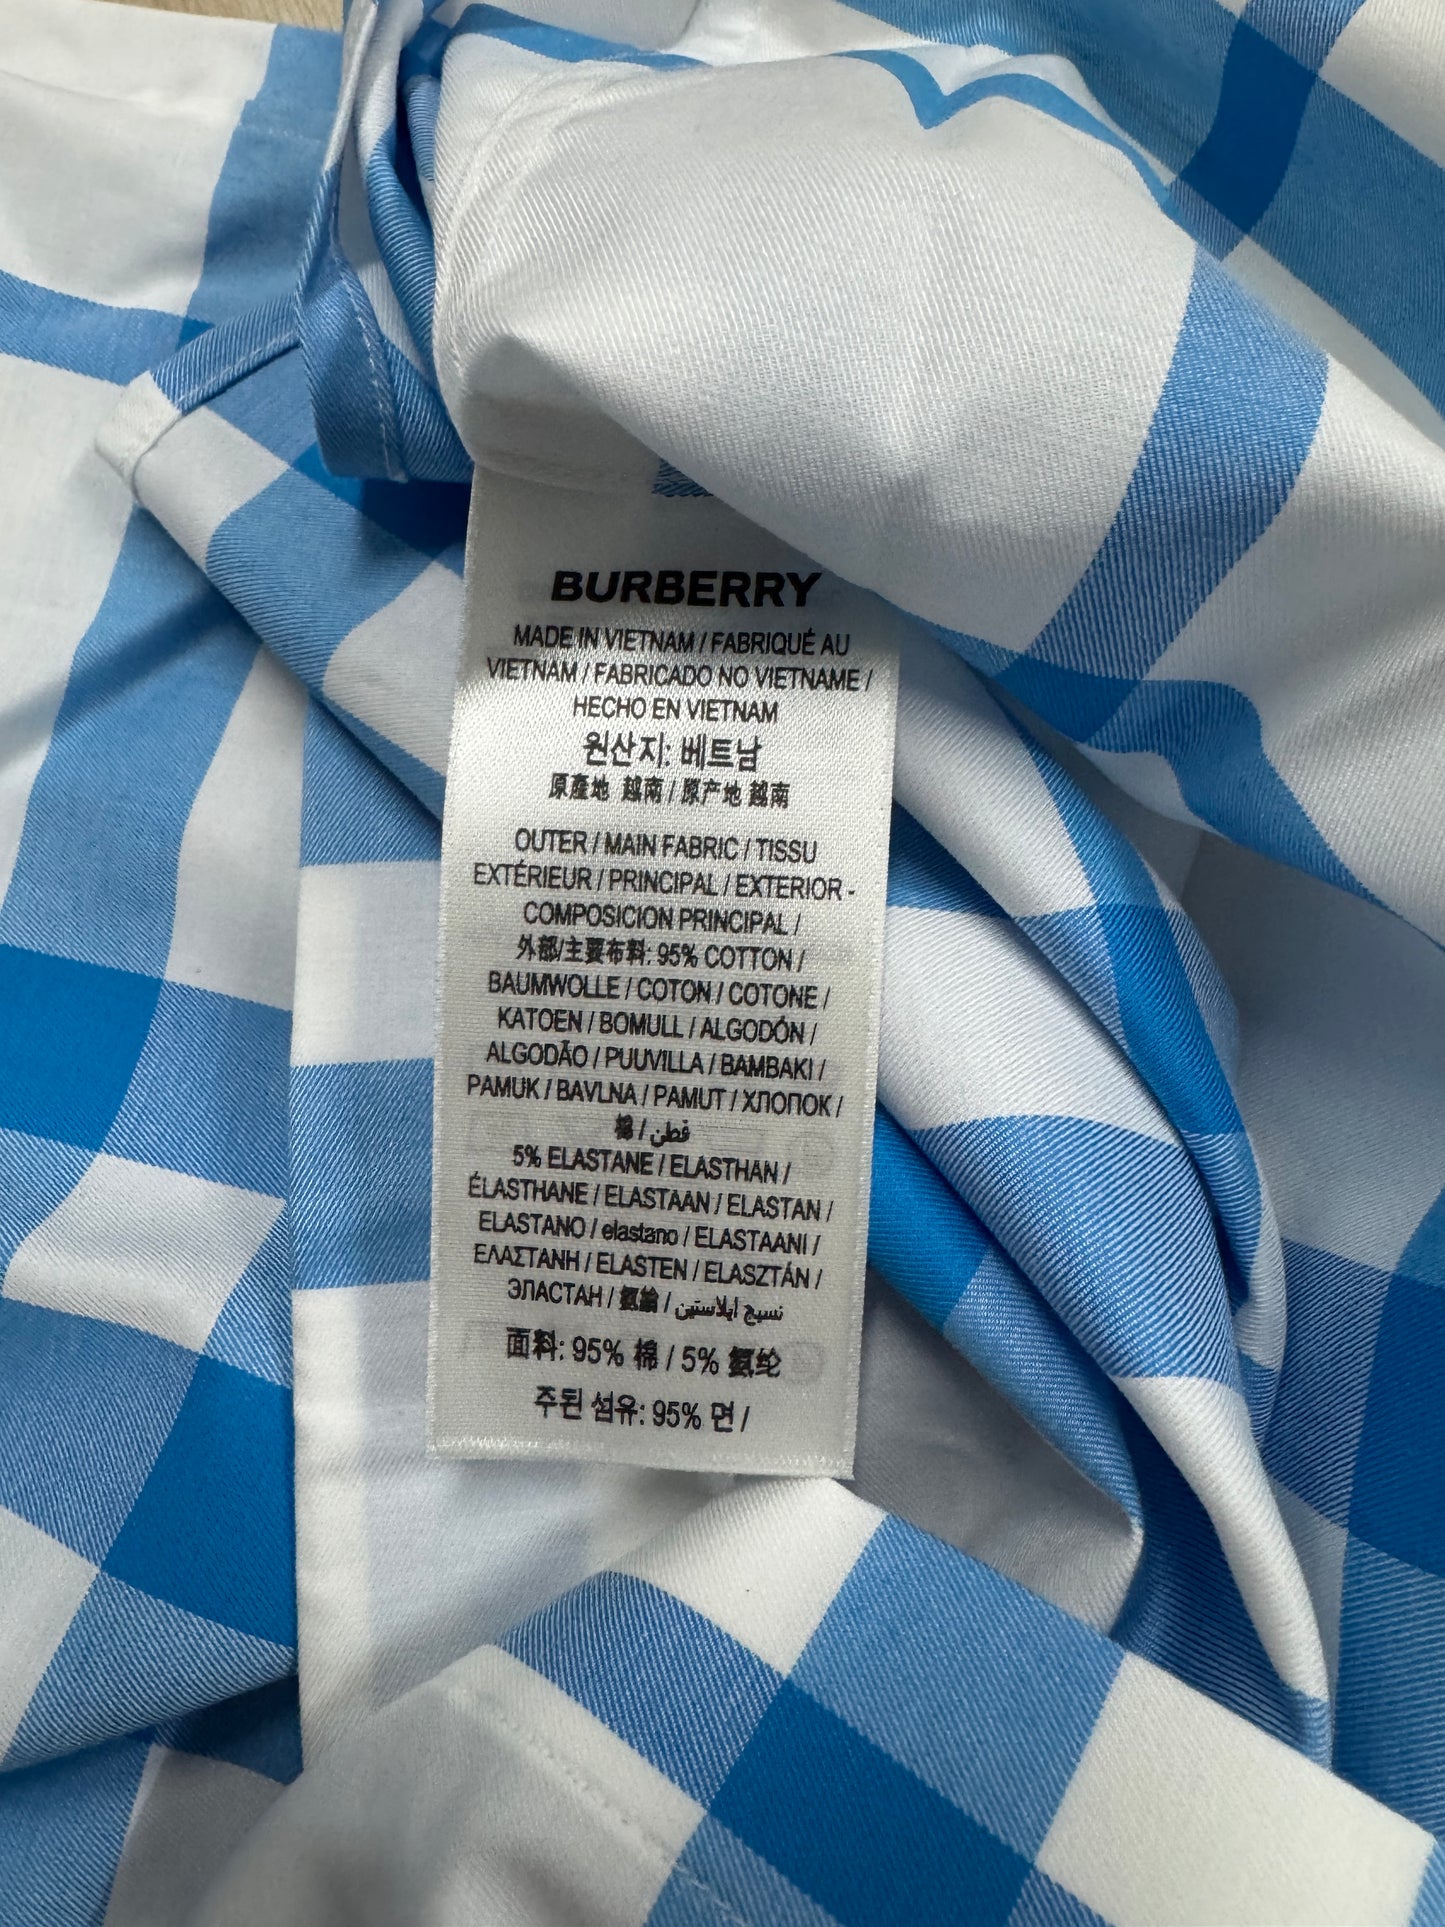 BURBERRY
MADE IN VIETNAM / FABRIQUÉ AU
VIETNAM / FABRICADO NO VIETNAME /
HECHO EN VIETNAM
원산지: 베트남
原產地 越南 / 原产地 越南
OUTER / MAIN FABRIC / TISSU
EXTÉRIEUR / PRINCIPAL / EXTERIOR -
COMPOSICION PRINCIPAL /
外部/主要布料: 95% COTTON /
BAUMWOLLE / COTON / COTONE /
KATOEN / BOMULL / ALGODÓN /
ALGODÃO / PUUVILLA / BAMBAKI /
PAMUK / BAVLNA / PAMUT / ХЛОПОК /
棉 / قطن
5% ELASTANE / ELASTHAN /
ÉLASTHANE / ELASTAAN / ELASTAN /
ELASTANO / elastano / ELASTAANI /
ΕΛΑΣΤΑΝΗ / ELASTEN / ELASZTÁN /
ЭЛАСТАН / 氨綸 / نسيج ايلاستين
面料: 95% 棉 / 5% 氨纶
주된 섬유: 95% 면 /